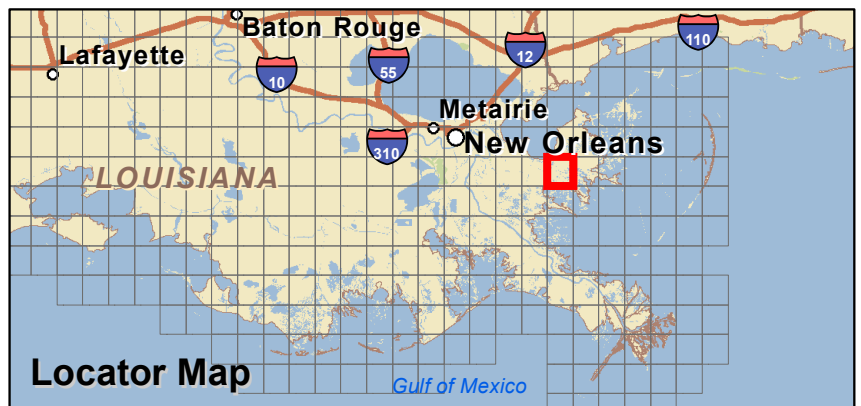 Baton Rouge
110
12
Lafayette
55
10
Metairie
New Orleans
310
LOUISIANA
Locator Map
Gulf of Mexico